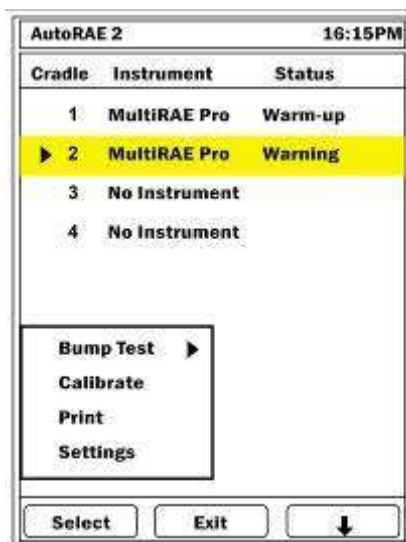 AutoRAE 2 16:15PM
Cradle Instrument Status
1 MultiRAE Pro Warm-up
2 MultiRAE Pro Warning
3 No Instrument
4 No Instrument
Bump Test
Calibrate
Print
Settings
Select Exit